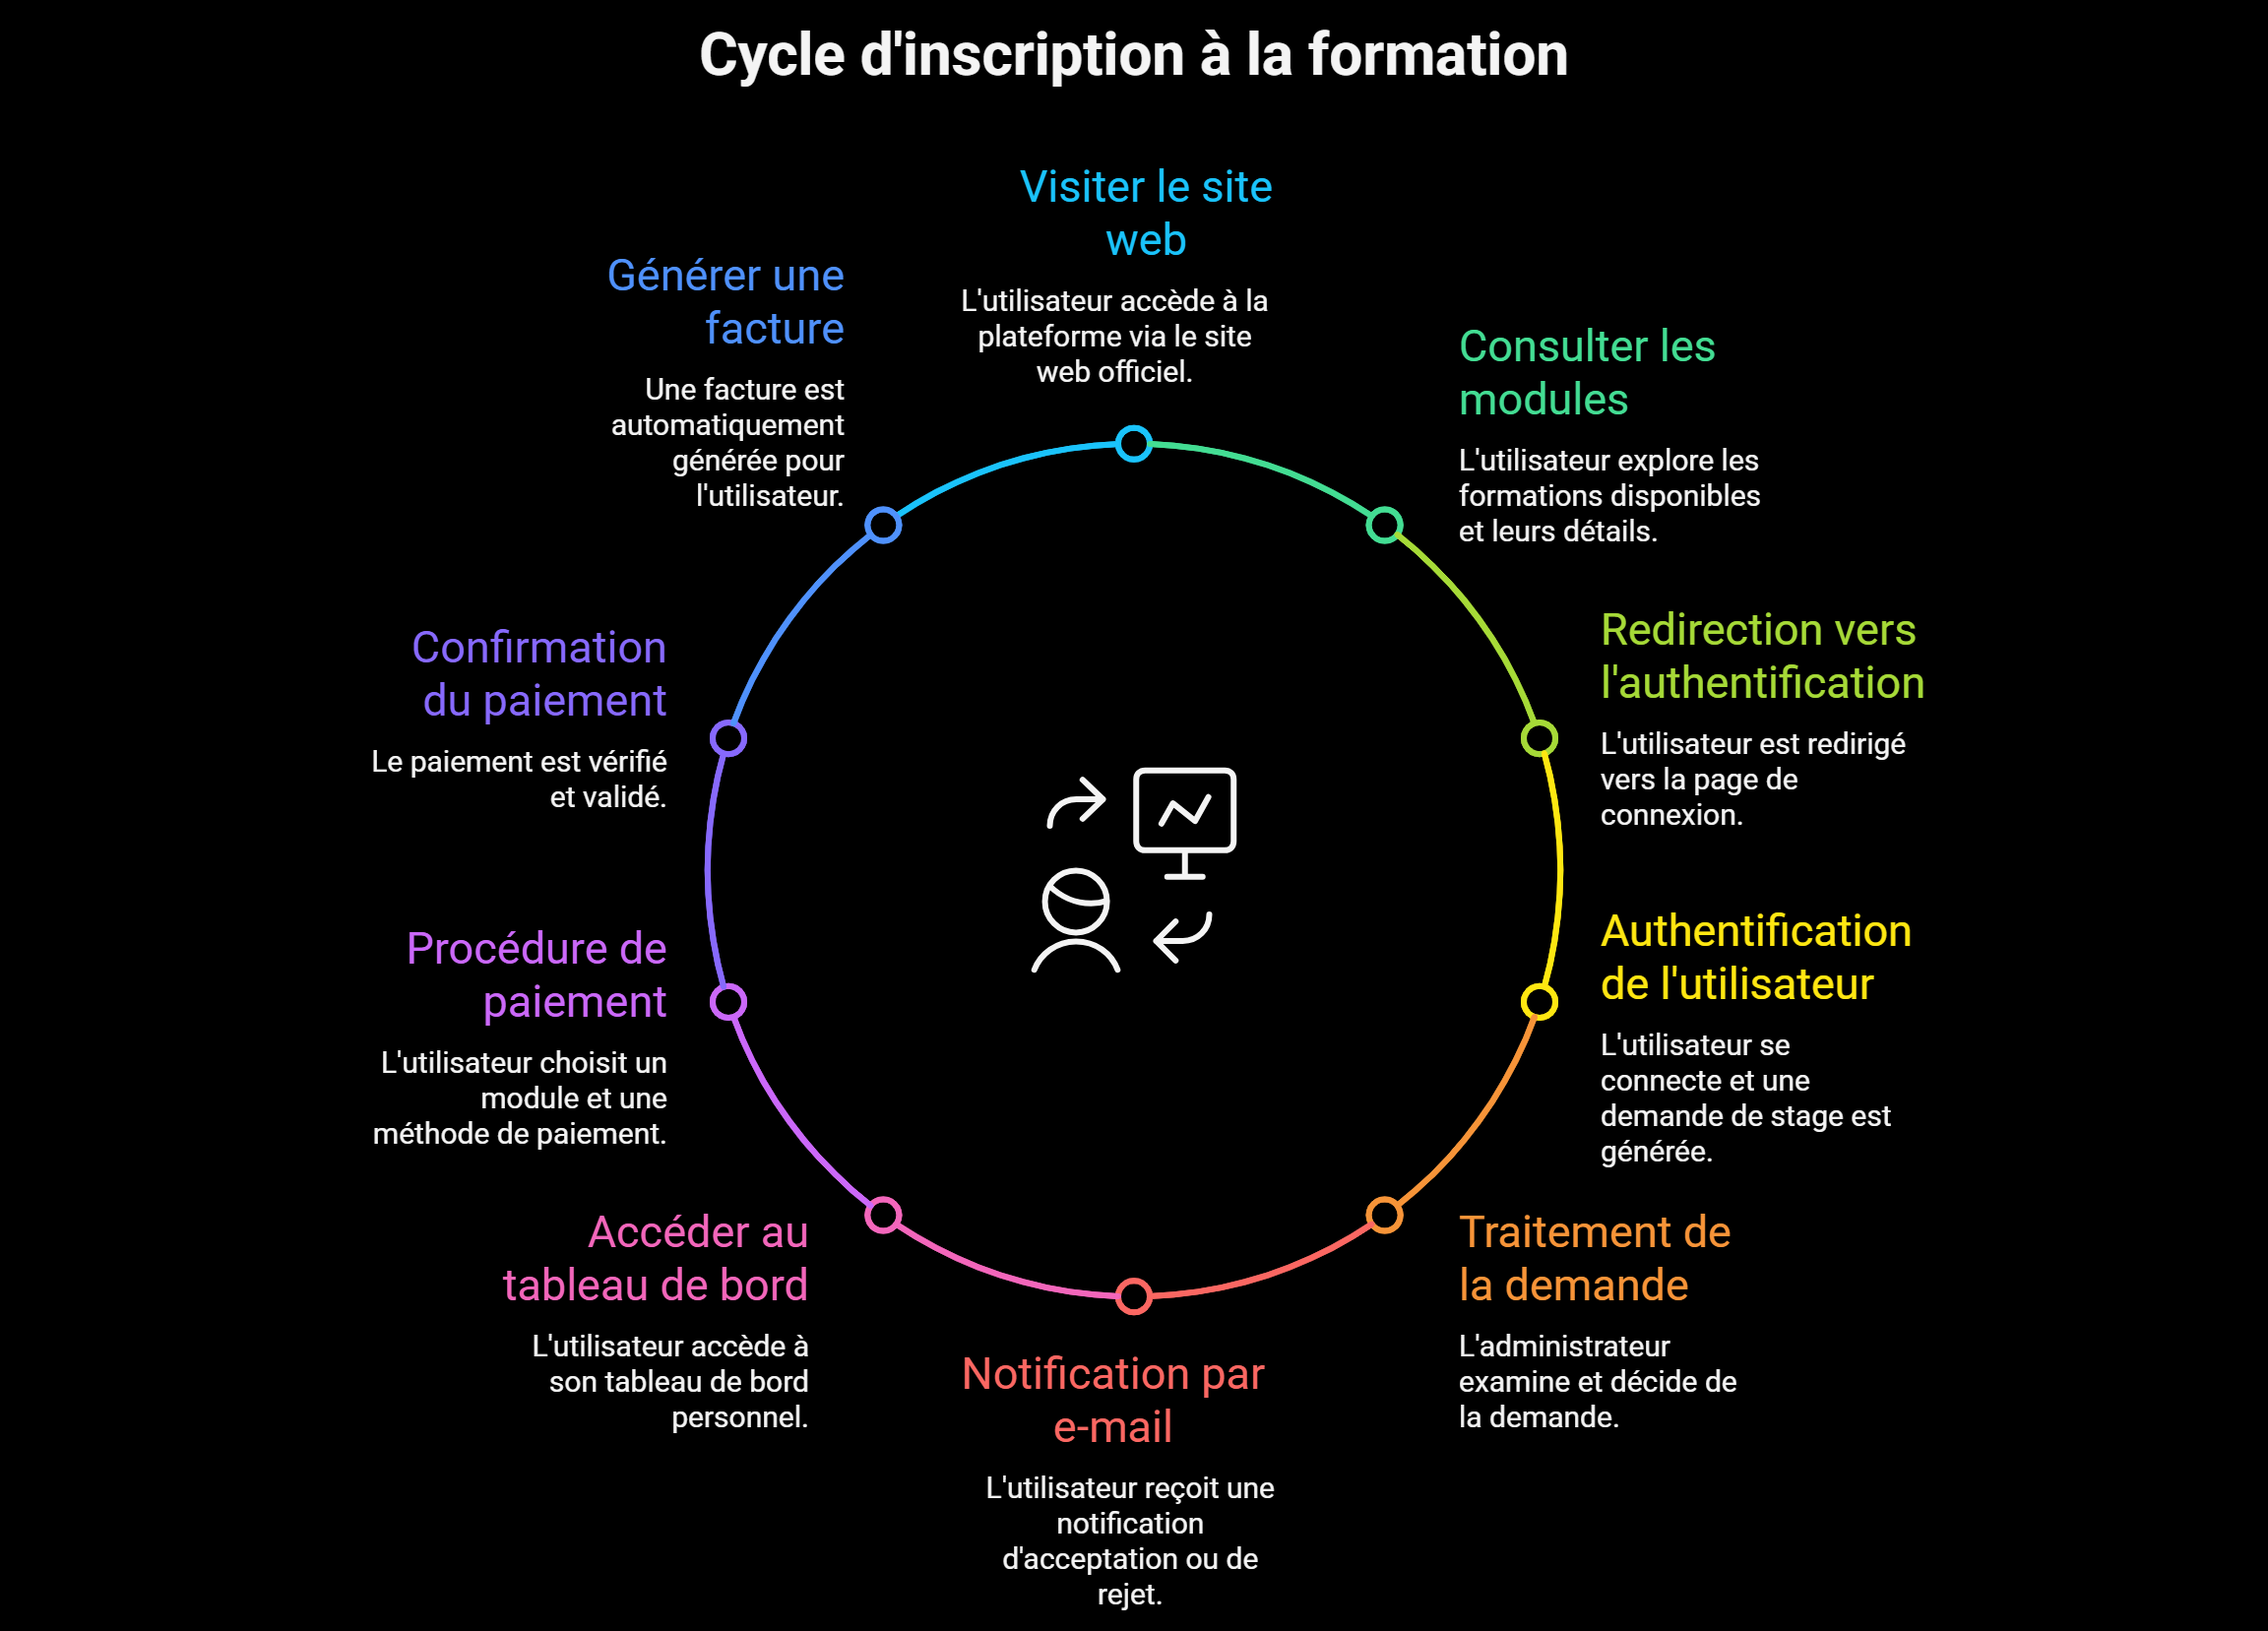 Cycle d'inscription à la formation
Visiter le site
web
L'utilisateur accède à la
plateforme via le site
web officiel.
Consulter les
modules
L'utilisateur explore les
formations disponibles
et leurs détails.
Redirection vers
l'authentification
L'utilisateur est redirigé
vers la page de
connexion.
Authentification
de l'utilisateur
L'utilisateur se
connecte et une
demande de stage est
générée.
Traitement de
la demande
L'administrateur
examine et décide de
la demande.
Notification par
e-mail
L'utilisateur reçoit une
notification
d'acceptation ou de
rejet.
Accéder au
tableau de bord
L'utilisateur accède à
son tableau de bord
personnel.
Procédure de
paiement
L'utilisateur choisit un
module et une
méthode de paiement.
Confirmation
du paiement
Le paiement est vérifié
et validé.
Générer une
facture
Une facture est
automatiquement
générée pour
l'utilisateur.